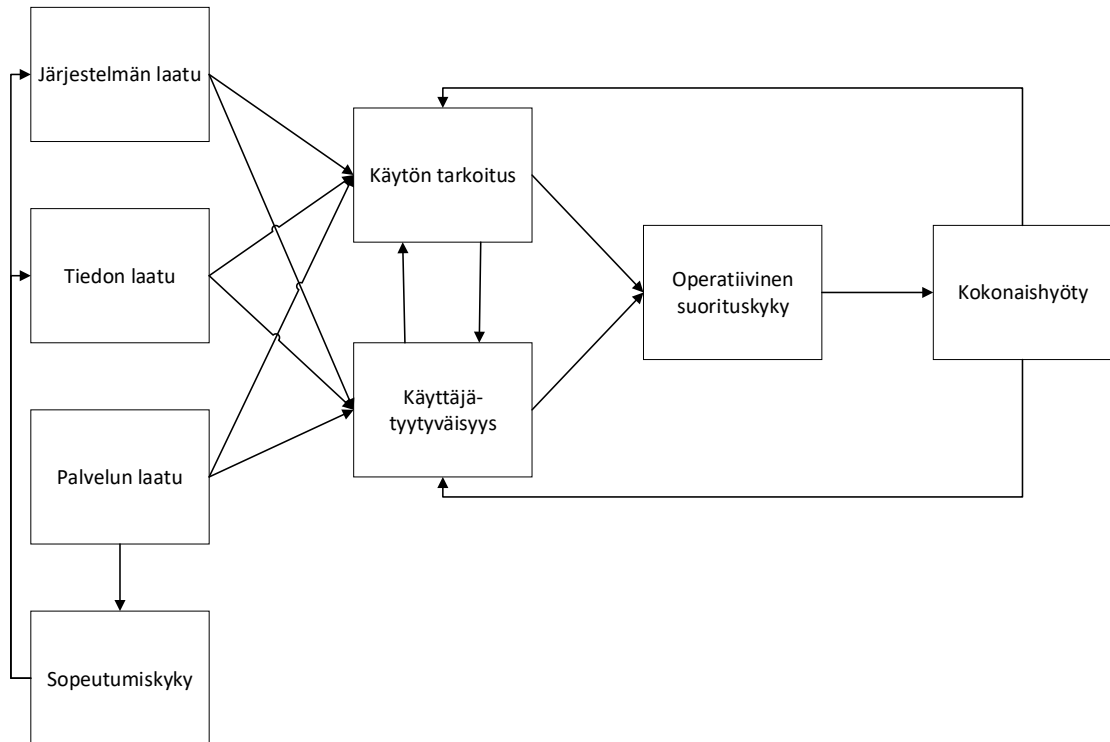 Järjestelmän laatu
Tiedon laatu
Palvelun laatu
Sopeutumiskyky
Käytön tarkoitus
Käyttäjä-
tyytyväisyys
Operatiivinen
suorituskyky
Kokonaishyöty